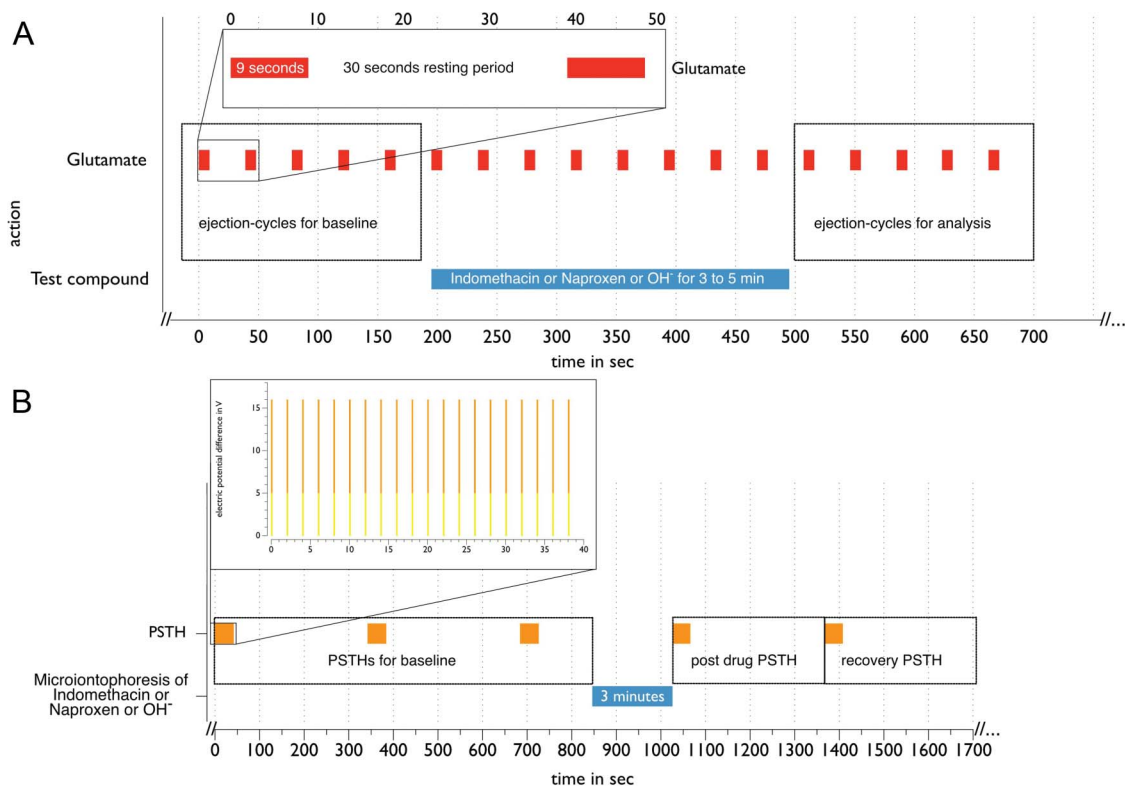 A
0 10 20 30 40 50
9 seconds 30 seconds resting period Glutamate
Glutamate
action
ejection-cycles for baseline ejection-cycles for analysis
Test compound Indomethacin or Naproxen or OH⁻ for 3 to 5 min
// //...
0 50 100 150 200 250 300 350 400 450 500 550 600 650 700
time in sec
B
electric potential difference in V
15
10
5
0
0 5 10 15 20 25 30 35 40
PSTH
PSTHs for baseline post drug PSTH recovery PSTH
Microiontophoresis of
Indomethacin or
Naproxen or OH⁻
3 minutes
// //...
0 100 200 300 400 500 600 700 800 900 1000 1100 1200 1300 1400 1500 1600 1700
time in sec